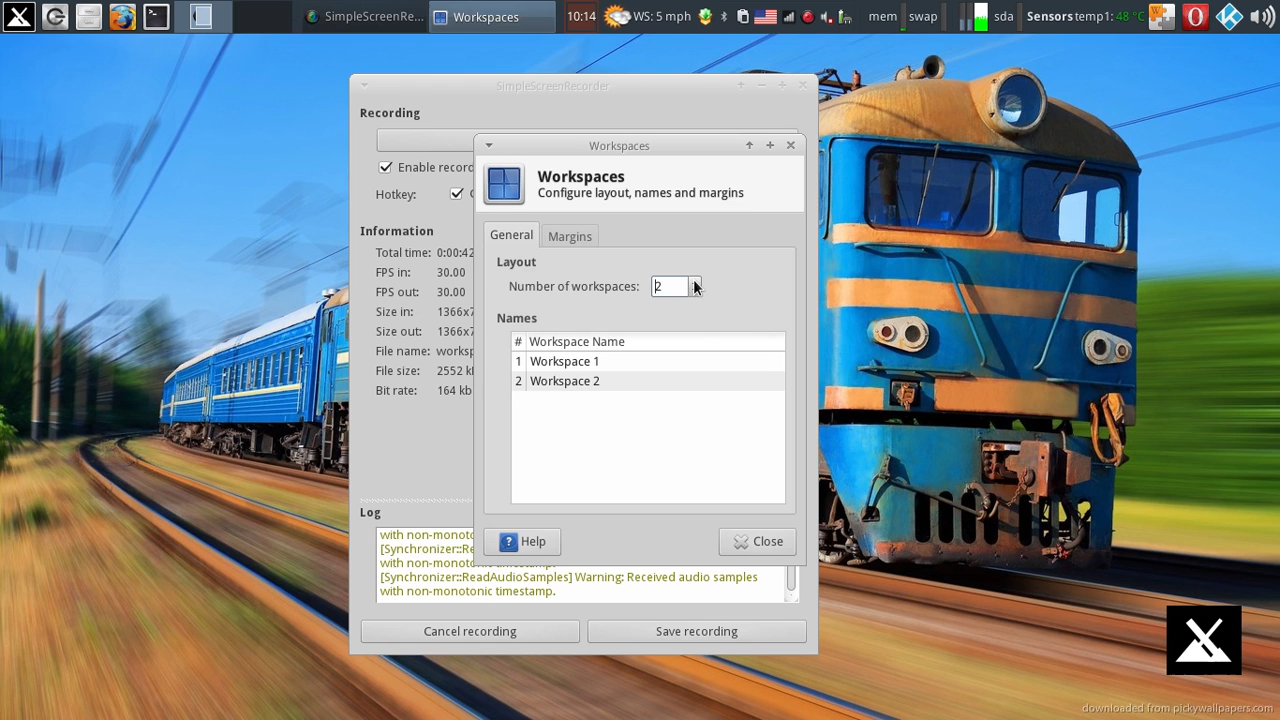 SimpleScreenRe...
Workspaces
10:14
WS: 5 mph
mem
swap
sda
Sensors temp1: 48 °C
SimpleScreenRecorder
Recording
Enable record
Hotkey:
Information
Total time: 0:00:42
FPS in: 30.00
FPS out: 30.00
Size in: 1366x7
Size out: 1366x7
File name: worksp
File size: 2552 ki
Bit rate: 164 kb
Log
with non-monoto
[Synchronizer::Re
with non-monotonic timestamp.
[Synchronizer::ReadAudioSamples] Warning: Received audio samples
with non-monotonic timestamp.
Cancel recording
Save recording
Workspaces
Workspaces
Configure layout, names and margins
General
Margins
Layout
Number of workspaces: 2
Names
# Workspace Name
1 Workspace 1
2 Workspace 2
Help
Close
downloaded from pickywallpapers.com